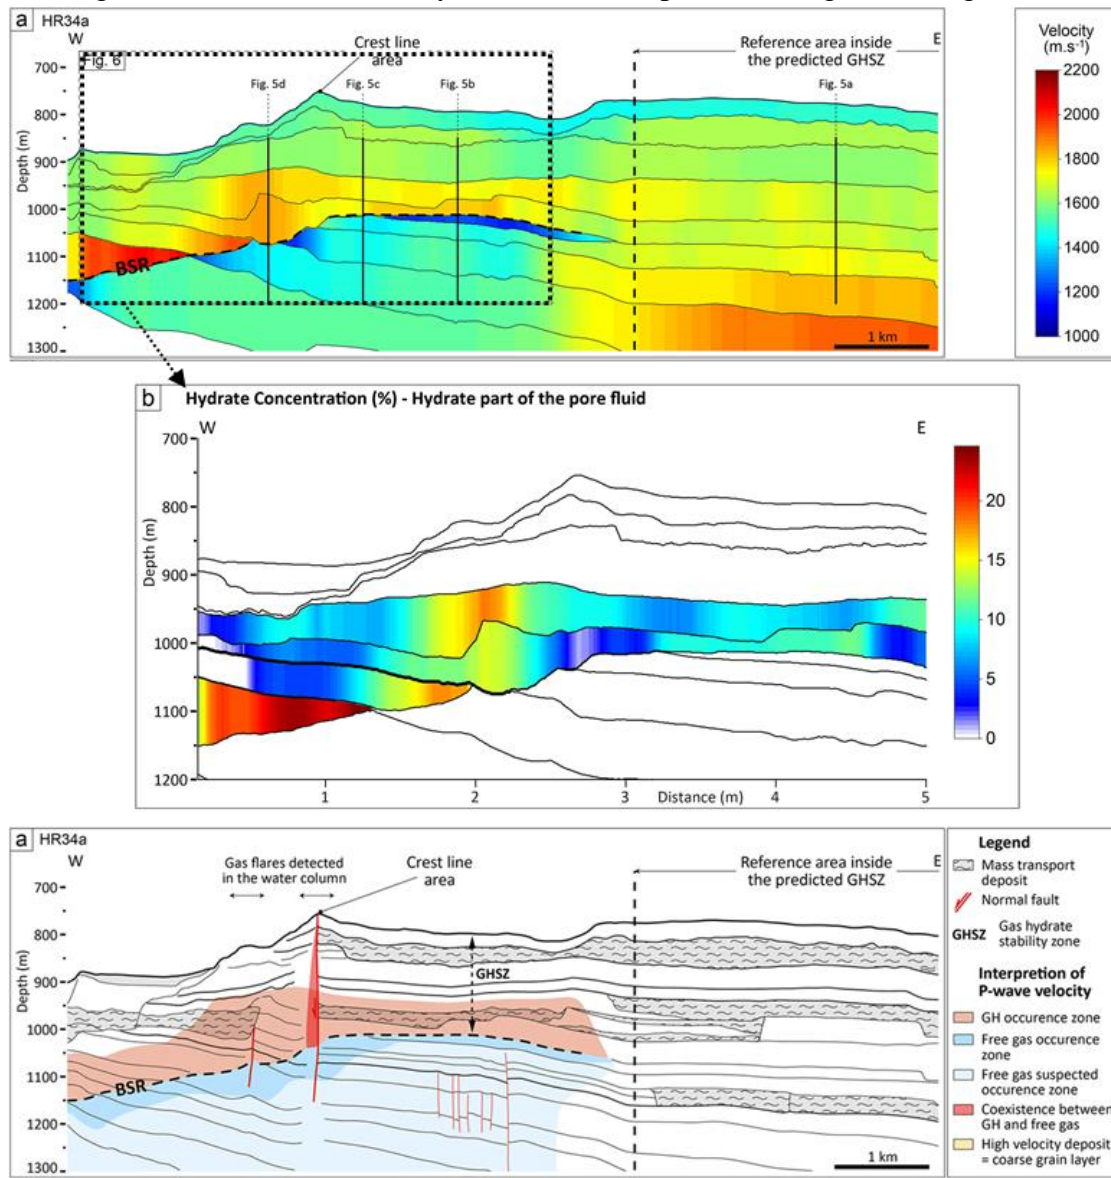 a HR34a
W
E
Fig. 6
Crest line
area
Reference area inside
the predicted GHSZ
Fig. 5d
Fig. 5c
Fig. 5b
Fig. 5a
700
800
900
1000
1100
1200
1300
Depth (m)
BSR
1 km
Velocity
(m.s⁻¹)
2200
2000
1800
1600
1400
1200
1000
b Hydrate Concentration (%) - Hydrate part of the pore fluid
W
E
700
800
900
1000
1100
1200
Depth (m)
1 2 3 Distance (m) 4 5
20
15
10
5
0
a HR34a
W
E
Gas flares detected
in the water column
Crest line
area
Reference area inside
the predicted GHSZ
700
800
900
1000
1100
1200
1300
Depth (m)
GHSZ
BSR
1 km
Legend
Mass transport
deposit
Normal fault
GHSZ Gas hydrate
stability zone
Interpretion of
P-wave velocity
GH occurence zone
Free gas occurence
zone
Free gas suspected
occurence zone
Coexistence between
GH and free gas
High velocity deposit
= coarse grain layer